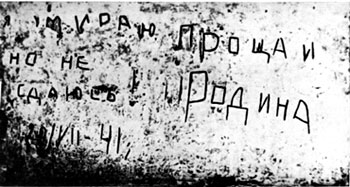 УМИРАЮ
НО НЕ
СДАЮСЬ!
/VII-41,
ПРОЩАИ
РОДИНА